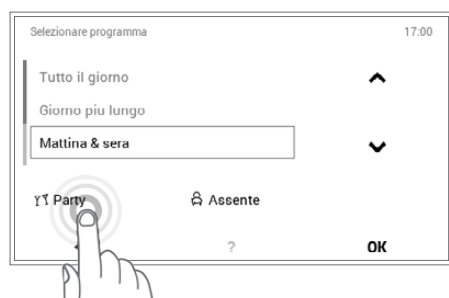 Selezionare programma 17:00
Tutto il giorno
Giorno piu lungo
Mattina & sera
Party Assente
? OK